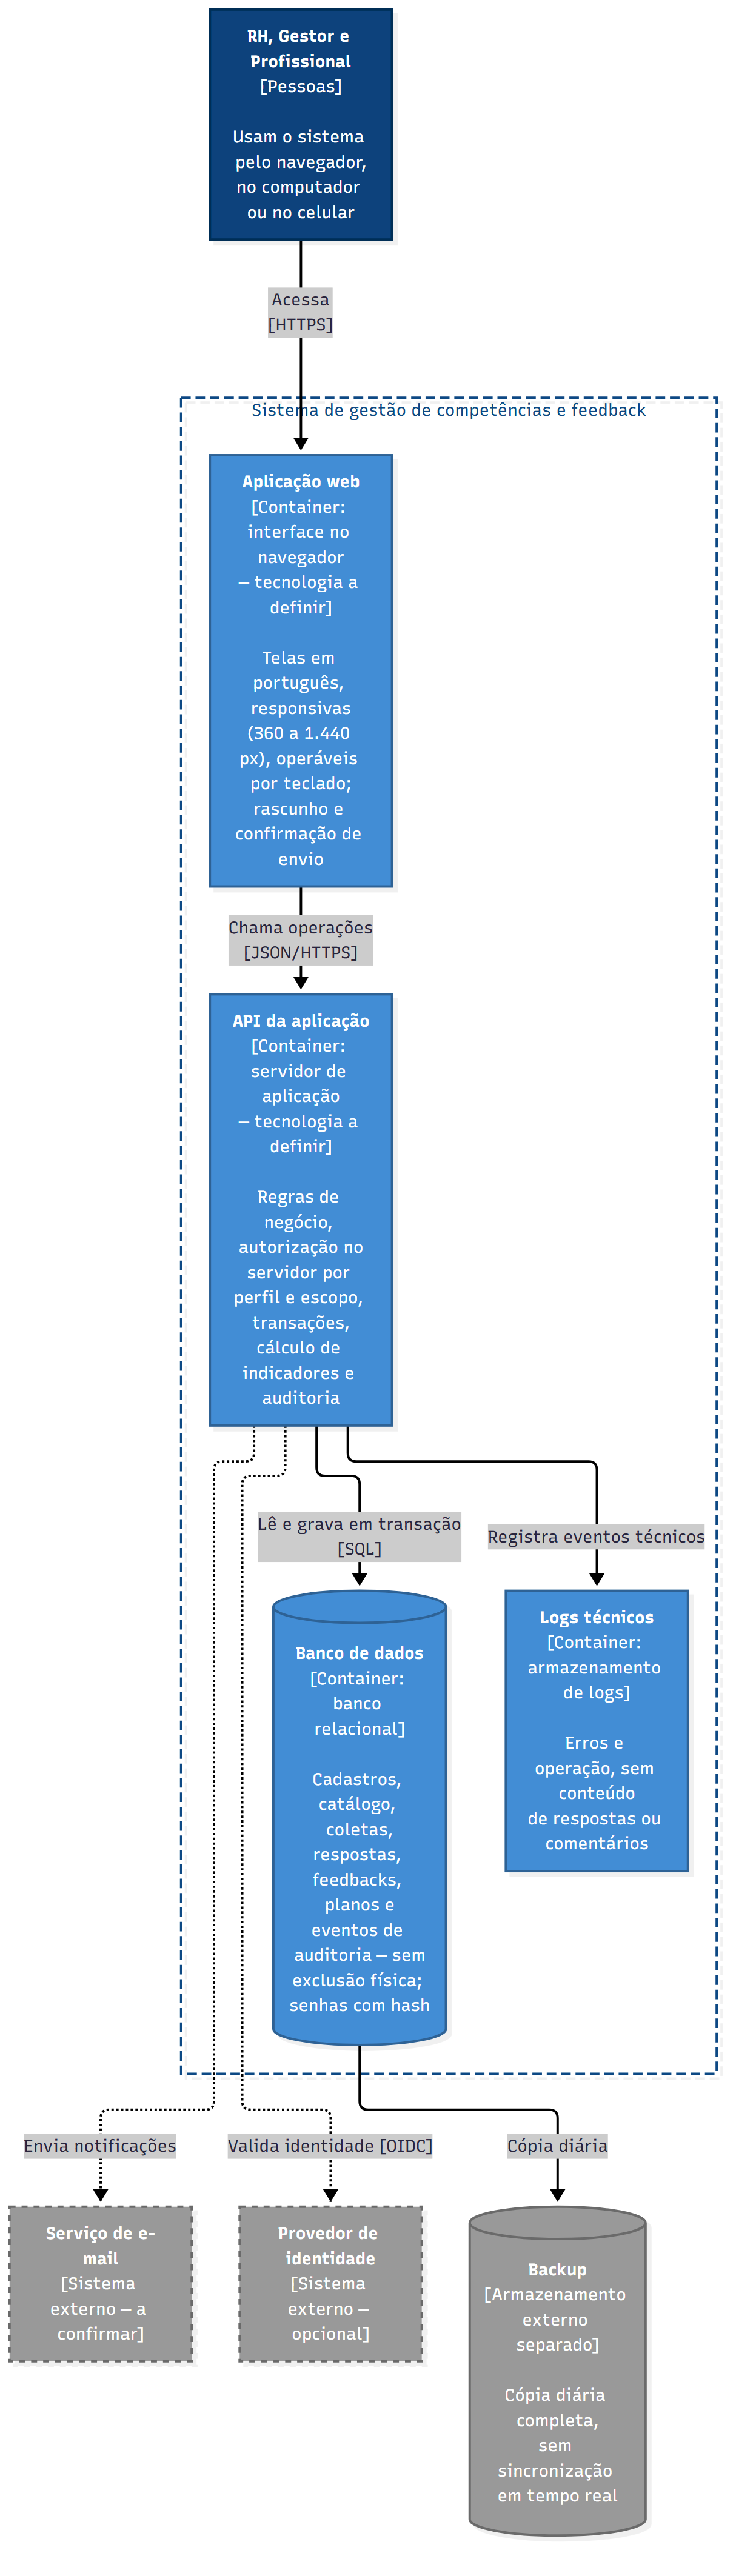 RH, Gestor e
Profissional
[Pessoas]
Usam o sistema
pelo navegador,
no computador
ou no celular
Acessa
[HTTPS]
Sistema de gestão de competências e feedback
Aplicação web
[Container:
interface no
navegador
— tecnologia a
definir]
Telas em
português,
responsivas
(360 a 1.440
px), operáveis
por teclado;
rascunho e
confirmação de
envio
Chama operações
[JSON/HTTPS]
API da aplicação
[Container:
servidor de
aplicação
— tecnologia a
definir]
Regras de
negócio,
autorização no
servidor por
perfil e escopo,
transações,
cálculo de
indicadores e
auditoria
Lê e grava em transação
[SQL]
Registra eventos técnicos
Banco de dados
[Container:
banco
relacional]
Cadastros,
catálogo,
coletas,
respostas,
feedbacks,
planos e
eventos de
auditoria — sem
exclusão física;
senhas com hash
Logs técnicos
[Container:
armazenamento
de logs]
Erros e
operação, sem
conteúdo
de respostas ou
comentários
Envia notificações
Valida identidade [OIDC]
Cópia diária
Serviço de e-
mail
[Sistema
externo — a
confirmar]
Provedor de
identidade
[Sistema
externo —
opcional]
Backup
[Armazenamento
externo
separado]
Cópia diária
completa,
sem
sincronização
em tempo real